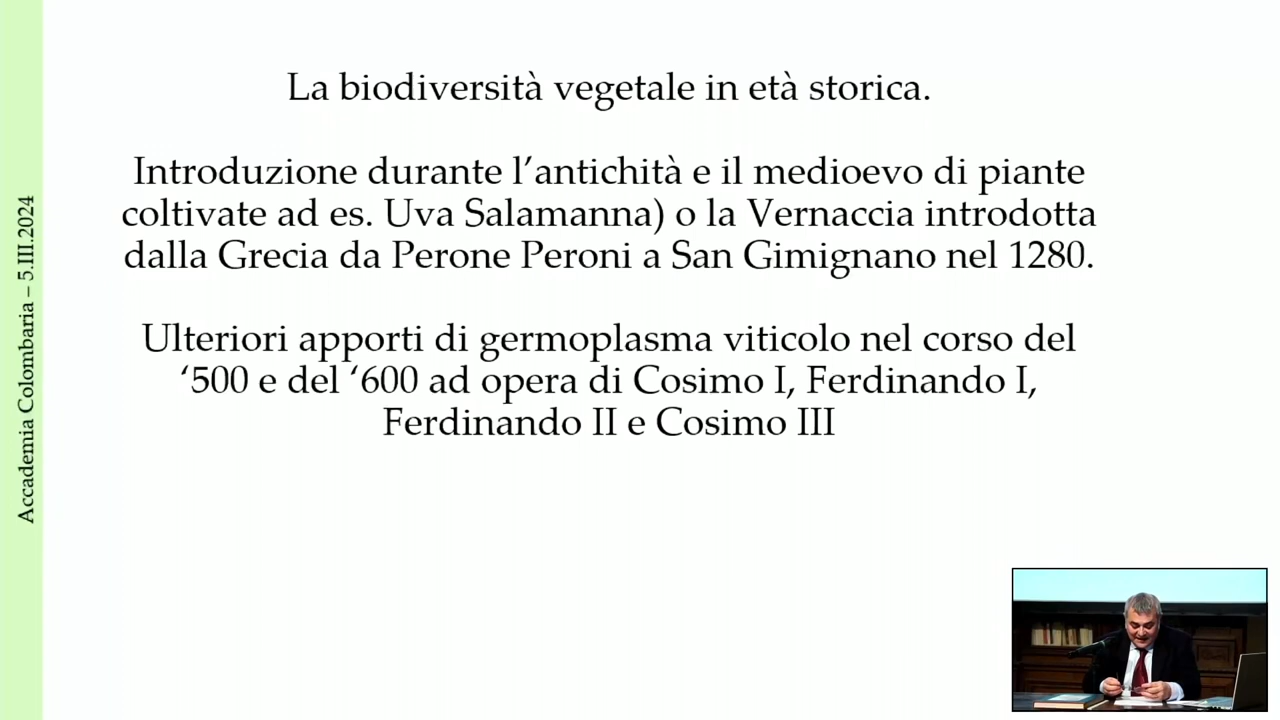 La biodiversità vegetale in età storica.
Introduzione durante l’antichità e il medioevo di piante
coltivate ad es. Uva Salamanna) o la Vernaccia introdotta
dalla Grecia da Perone Peroni a San Gimignano nel 1280.
Ulteriori apporti di germoplasma viticolo nel corso del
‘500 e del ‘600 ad opera di Cosimo I, Ferdinando I,
Ferdinando II e Cosimo III
Accademia Colombaria – 5.III.2024